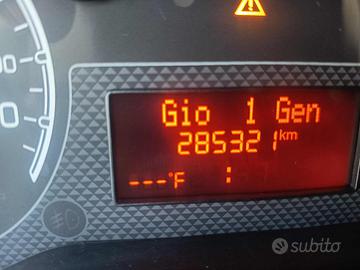 Gio 1 Gen
285321 km
---°F :
subito